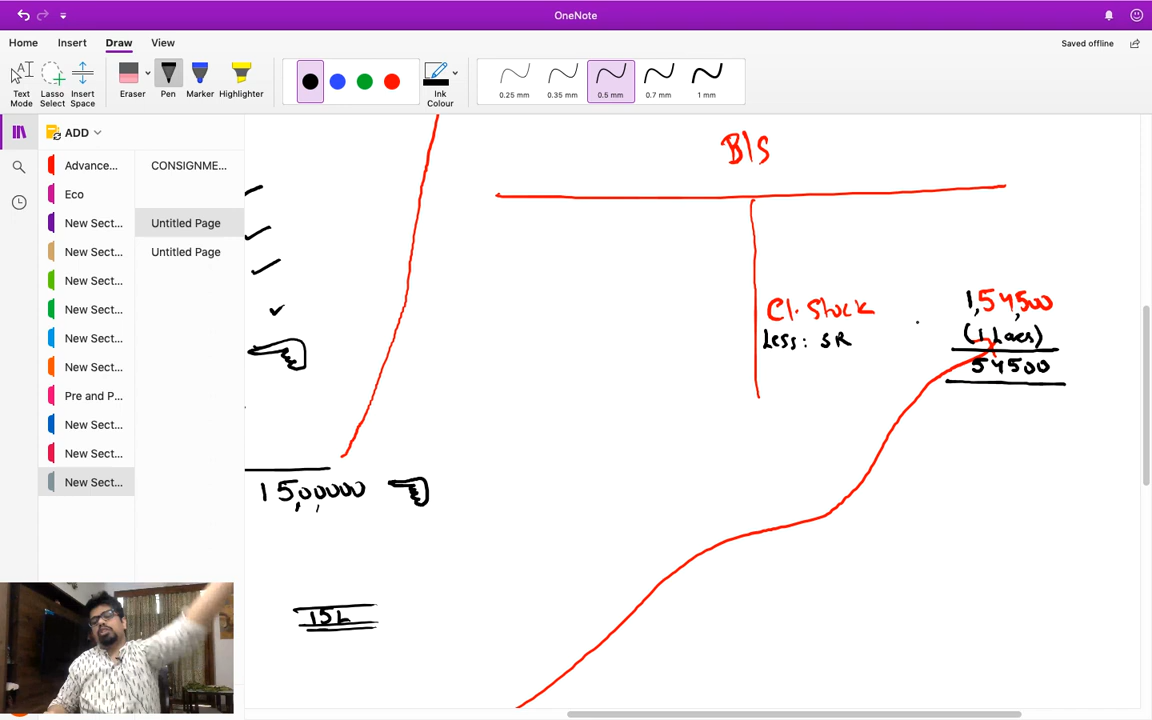 OneNote
Home Insert Draw View
Saved offline
Text Mode
Lasso Select
Insert Space
Eraser
Pen
Marker
Highlighter
Ink Colour
0.25 mm
0.35 mm
0.5 mm
0.7 mm
1 mm
ADD
Advance...
Eco
New Sect...
New Sect...
New Sect...
New Sect...
New Sect...
New Sect...
Pre and P...
New Sect...
New Sect...
New Sect...
CONSIGNME...
Untitled Page
Untitled Page
B/S
Cl. Stock 1,54,500
Less: SR (1 Lacs)
54500
15,00,000
15L